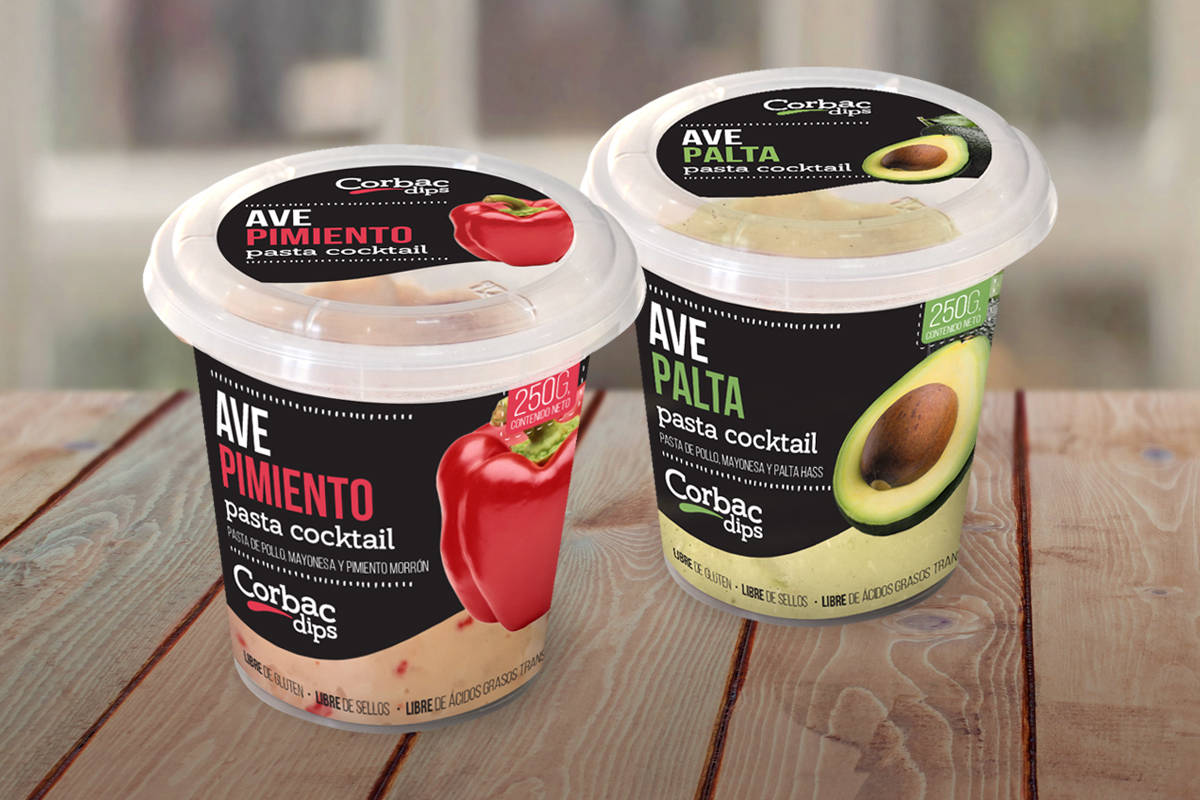 Corbac
dips
AVE
PIMIENTO
pasta cocktail
250G.
CONTENIDO NETO
AVE
PIMIENTO
pasta cocktail
PASTA DE POLLO, MAYONESA Y PIMIENTO MORRÓN
Corbac
dips
LIBRE DE GLUTEN · LIBRE DE SELLOS · LIBRE DE ÁCIDOS GRASOS TRANS
Corbac
dips
AVE
PALTA
pasta cocktail
250G.
CONTENIDO NETO
AVE
PALTA
pasta cocktail
PASTA DE POLLO, MAYONESA Y PALTA HASS
Corbac
dips
LIBRE DE GLUTEN · LIBRE DE SELLOS · LIBRE DE ÁCIDOS GRASOS TRANS